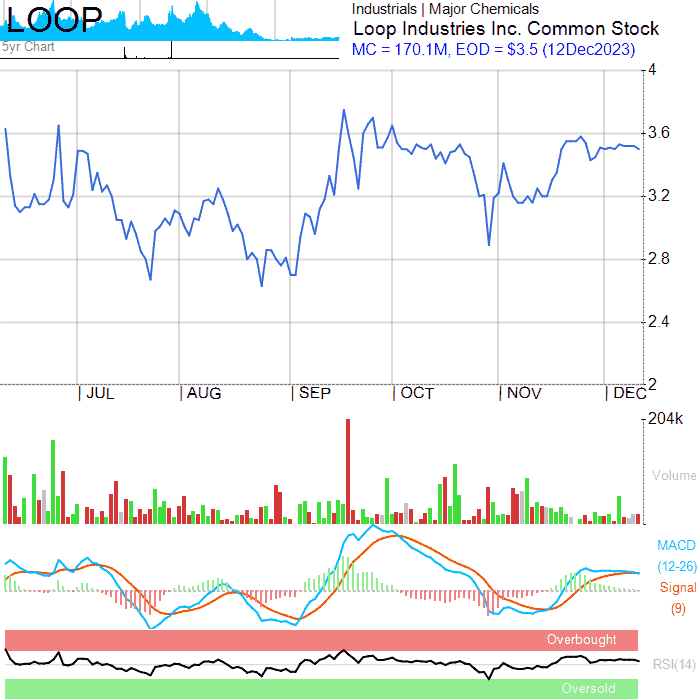 LOOP
5yr Chart
Industrials | Major Chemicals
Loop Industries Inc. Common Stock
MC = 170.1M, EOD = $3.5 (12Dec2023)
4
3.6
3.2
2.8
2.4
2
| JUL | AUG | SEP | OCT | NOV | DEC
204k
Volume
MACD
(12-26)
Signal
(9)
Overbought
RSI(14)
Oversold